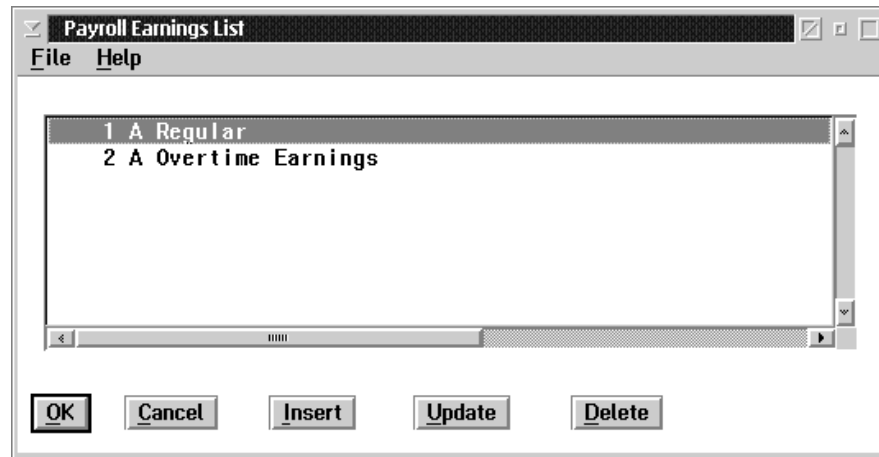 Payroll Earnings List
File Help
1 A Regular
2 A Overtime Earnings
OK Cancel Insert Update Delete